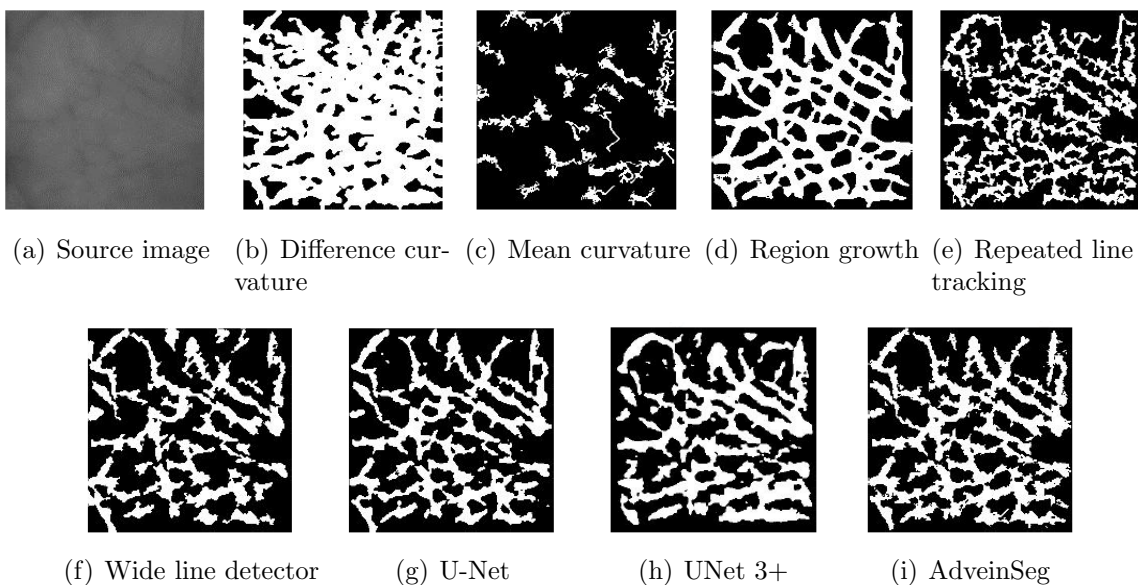 (a) Source image
(b) Difference cur-
vature
(c) Mean curvature
(d) Region growth
(e) Repeated line
tracking
(f) Wide line detector
(g) U-Net
(h) UNet 3+
(i) AdveinSeg